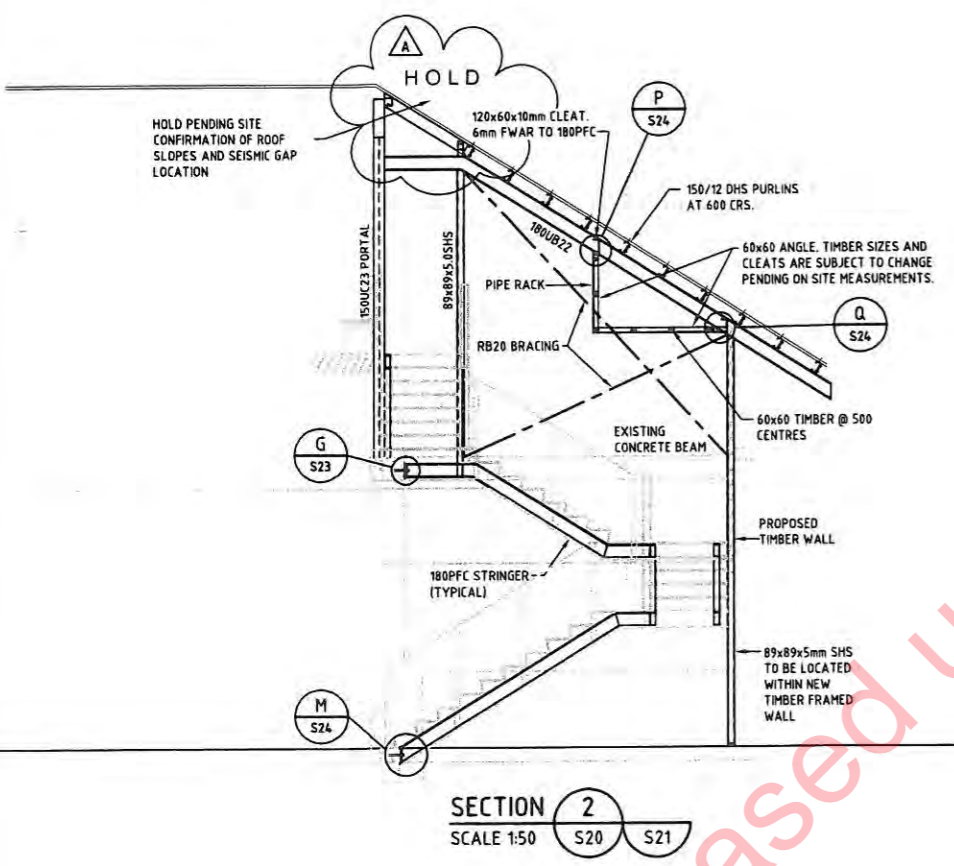 A
HOLD
HOLD PENDING SITE
CONFIRMATION OF ROOF
SLOPES AND SEISMIC GAP
LOCATION
120x60x10mm CLEAT.
6mm FWAR TO 180PFC
P
S24
150/12 DHS PURLINS
AT 600 CRS.
180UB22
60x60 ANGLE. TIMBER SIZES AND
CLEATS ARE SUBJECT TO CHANGE
PENDING ON SITE MEASUREMENTS.
150UC23 PORTAL
89x89x5.0SHS
PIPE RACK
Q
S24
RB20 BRACING
60x60 TIMBER @ 500
CENTRES
EXISTING
CONCRETE BEAM
G
S23
PROPOSED
TIMBER WALL
180PFC STRINGER
(TYPICAL)
89x89x5mm SHS
TO BE LOCATED
WITHIN NEW
TIMBER FRAMED
WALL
M
S24
SECTION
2
SCALE 1:50
S20
S21
ased u